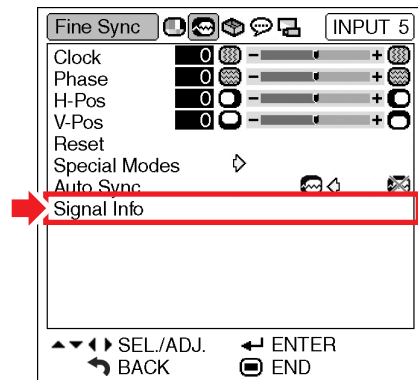 Fine Sync INPUT 5
Clock 0 - +
Phase 0 - +
H-Pos 0 - +
V-Pos 0 - +
Reset
Special Modes
Auto Sync
Signal Info
SEL./ADJ. ENTER
BACK END